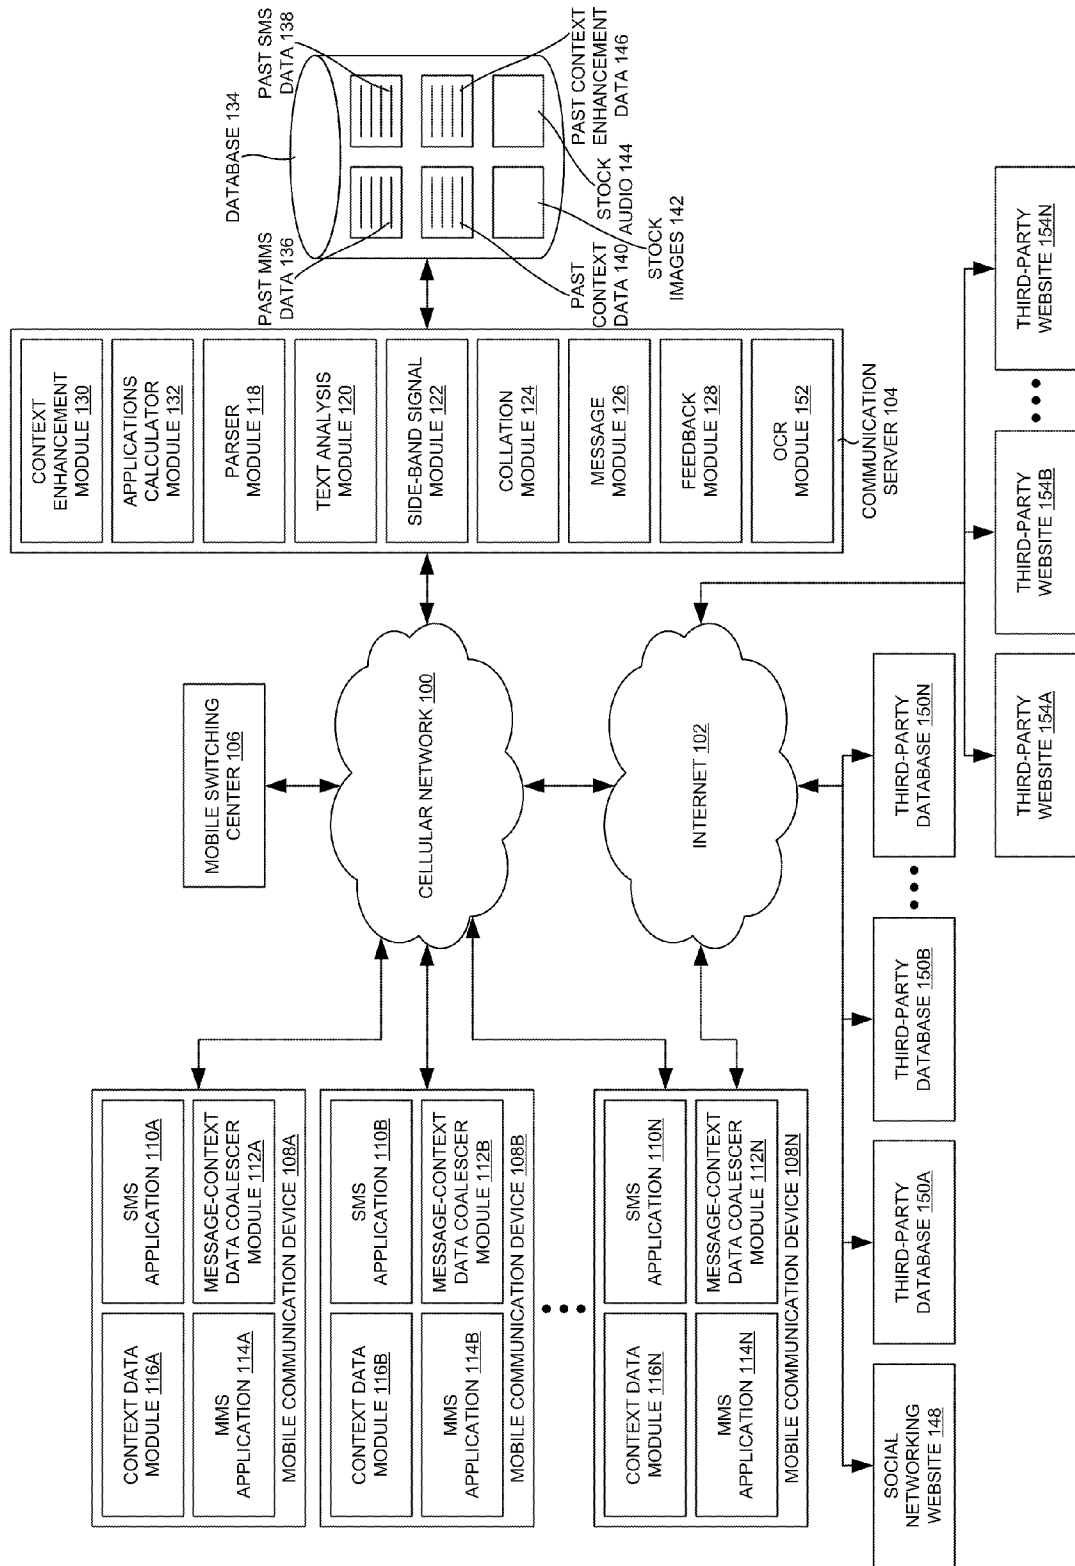 CONTEXT DATA
MODULE 116A
SMS
APPLICATION 110A
MMS
APPLICATION 114A
MESSAGE-CONTEXT
DATA COALESCER
MODULE 112A
MOBILE COMMUNICATION DEVICE 108A
CONTEXT DATA
MODULE 116B
SMS
APPLICATION 110B
MMS
APPLICATION 114B
MESSAGE-CONTEXT
DATA COALESCER
MODULE 112B
MOBILE COMMUNICATION DEVICE 108B
CONTEXT DATA
MODULE 116N
SMS
APPLICATION 110N
MMS
APPLICATION 114N
MESSAGE-CONTEXT
DATA COALESCER
MODULE 112N
MOBILE COMMUNICATION DEVICE 108N
MOBILE SWITCHING
CENTER 106
CELLULAR NETWORK 100
INTERNET 102
CONTEXT
ENHANCEMENT
MODULE 130
APPLICATIONS
CALCULATOR
MODULE 132
PARSER
MODULE 118
TEXT ANALYSIS
MODULE 120
SIDE-BAND SIGNAL
MODULE 122
COLLATION
MODULE 124
MESSAGE
MODULE 126
FEEDBACK
MODULE 128
OCR
MODULE 152
COMMUNICATION
SERVER 104
DATABASE 134
PAST MMS
DATA 136
PAST SMS
DATA 138
PAST
CONTEXT
DATA 140
STOCK
IMAGES 142
STOCK
AUDIO 144
PAST CONTEXT
ENHANCEMENT
DATA 146
SOCIAL
NETWORKING
WEBSITE 148
THIRD-PARTY
DATABASE 150A
THIRD-PARTY
DATABASE 150B
THIRD-PARTY
DATABASE 150N
THIRD-PARTY
WEBSITE 154A
THIRD-PARTY
WEBSITE 154B
THIRD-PARTY
WEBSITE 154N